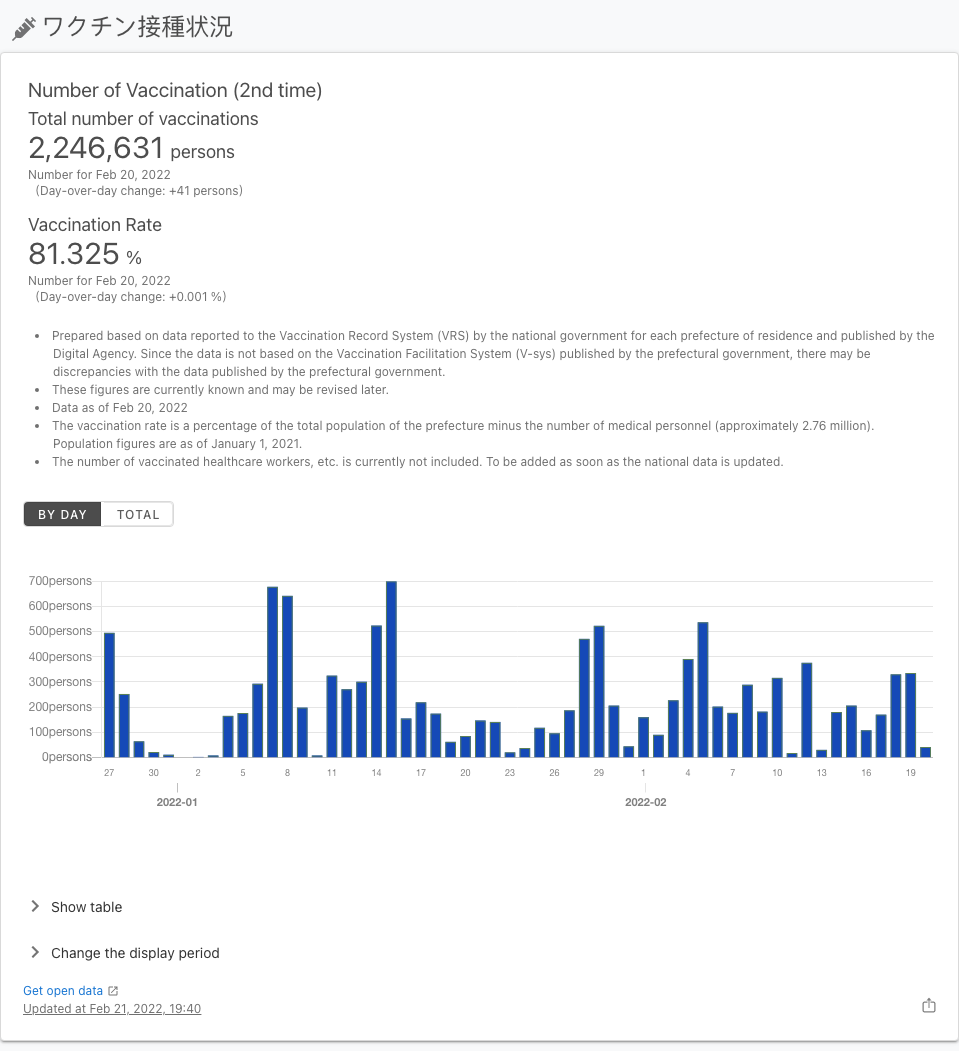 ワクチン接種状況
Number of Vaccination (2nd time)
Total number of vaccinations
2,246,631 persons
Number for Feb 20, 2022
(Day-over-day change: +41 persons)
Vaccination Rate
81.325 %
Number for Feb 20, 2022
(Day-over-day change: +0.001 %)
• Prepared based on data reported to the Vaccination Record System (VRS) by the national government for each prefecture of residence and published by the
Digital Agency. Since the data is not based on the Vaccination Facilitation System (V-sys) published by the prefectural government, there may be
discrepancies with the data published by the prefectural government.
• These figures are currently known and may be revised later.
• Data as of Feb 20, 2022
• The vaccination rate is a percentage of the total population of the prefecture minus the number of medical personnel (approximately 2.76 million).
Population figures are as of January 1, 2021.
• The number of vaccinated healthcare workers, etc. is currently not included. To be added as soon as the national data is updated.
BY DAY TOTAL
700persons
600persons
500persons
400persons
300persons
200persons
100persons
0persons
27 30 2 5 8 11 14 17 20 23 26 29 1 4 7 10 13 16 19
2022-01 2022-02
Show table
Change the display period
Get open data
Updated at Feb 21, 2022, 19:40